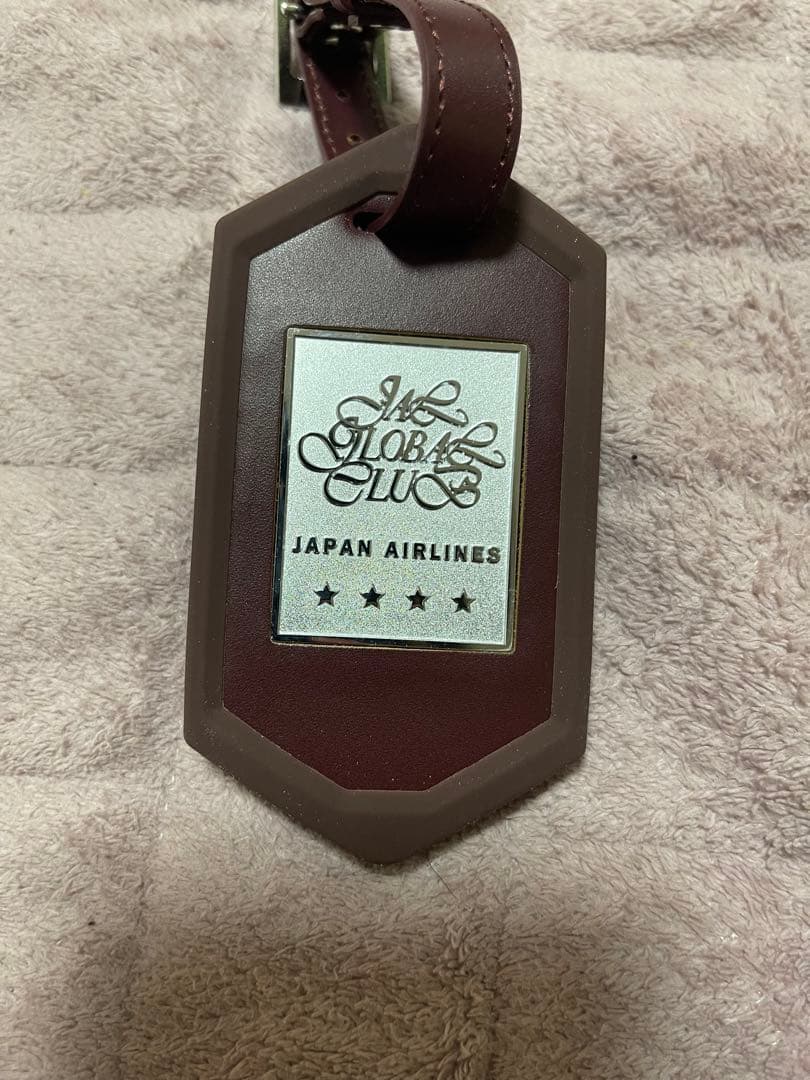 JAL
GLOBAL
CLUB
JAPAN AIRLINES
★ ★ ★ ★